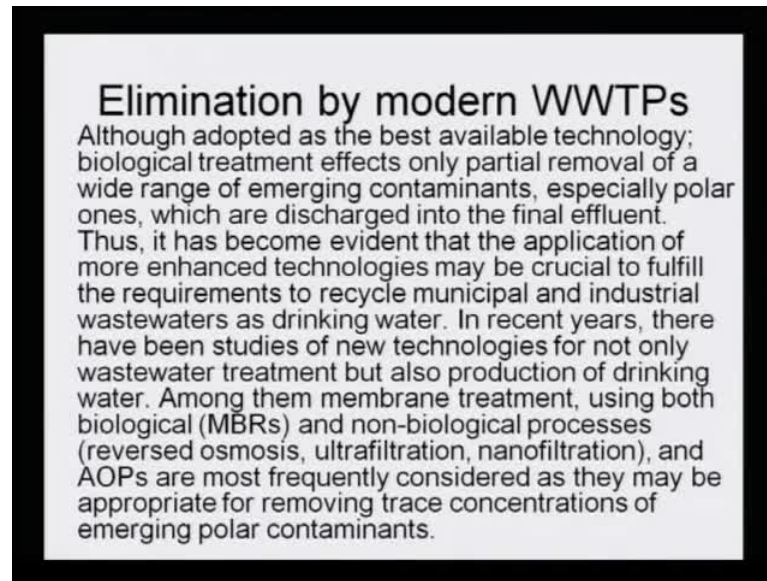 Elimination by modern WWTPs
Although adopted as the best available technology;
biological treatment effects only partial removal of a
wide range of emerging contaminants, especially polar
ones, which are discharged into the final effluent.
Thus, it has become evident that the application of
more enhanced technologies may be crucial to fulfill
the requirements to recycle municipal and industrial
wastewaters as drinking water. In recent years, there
have been studies of new technologies for not only
wastewater treatment but also production of drinking
water. Among them membrane treatment, using both
biological (MBRs) and non-biological processes
(reversed osmosis, ultrafiltration, nanofiltration), and
AOPs are most frequently considered as they may be
appropriate for removing trace concentrations of
emerging polar contaminants.